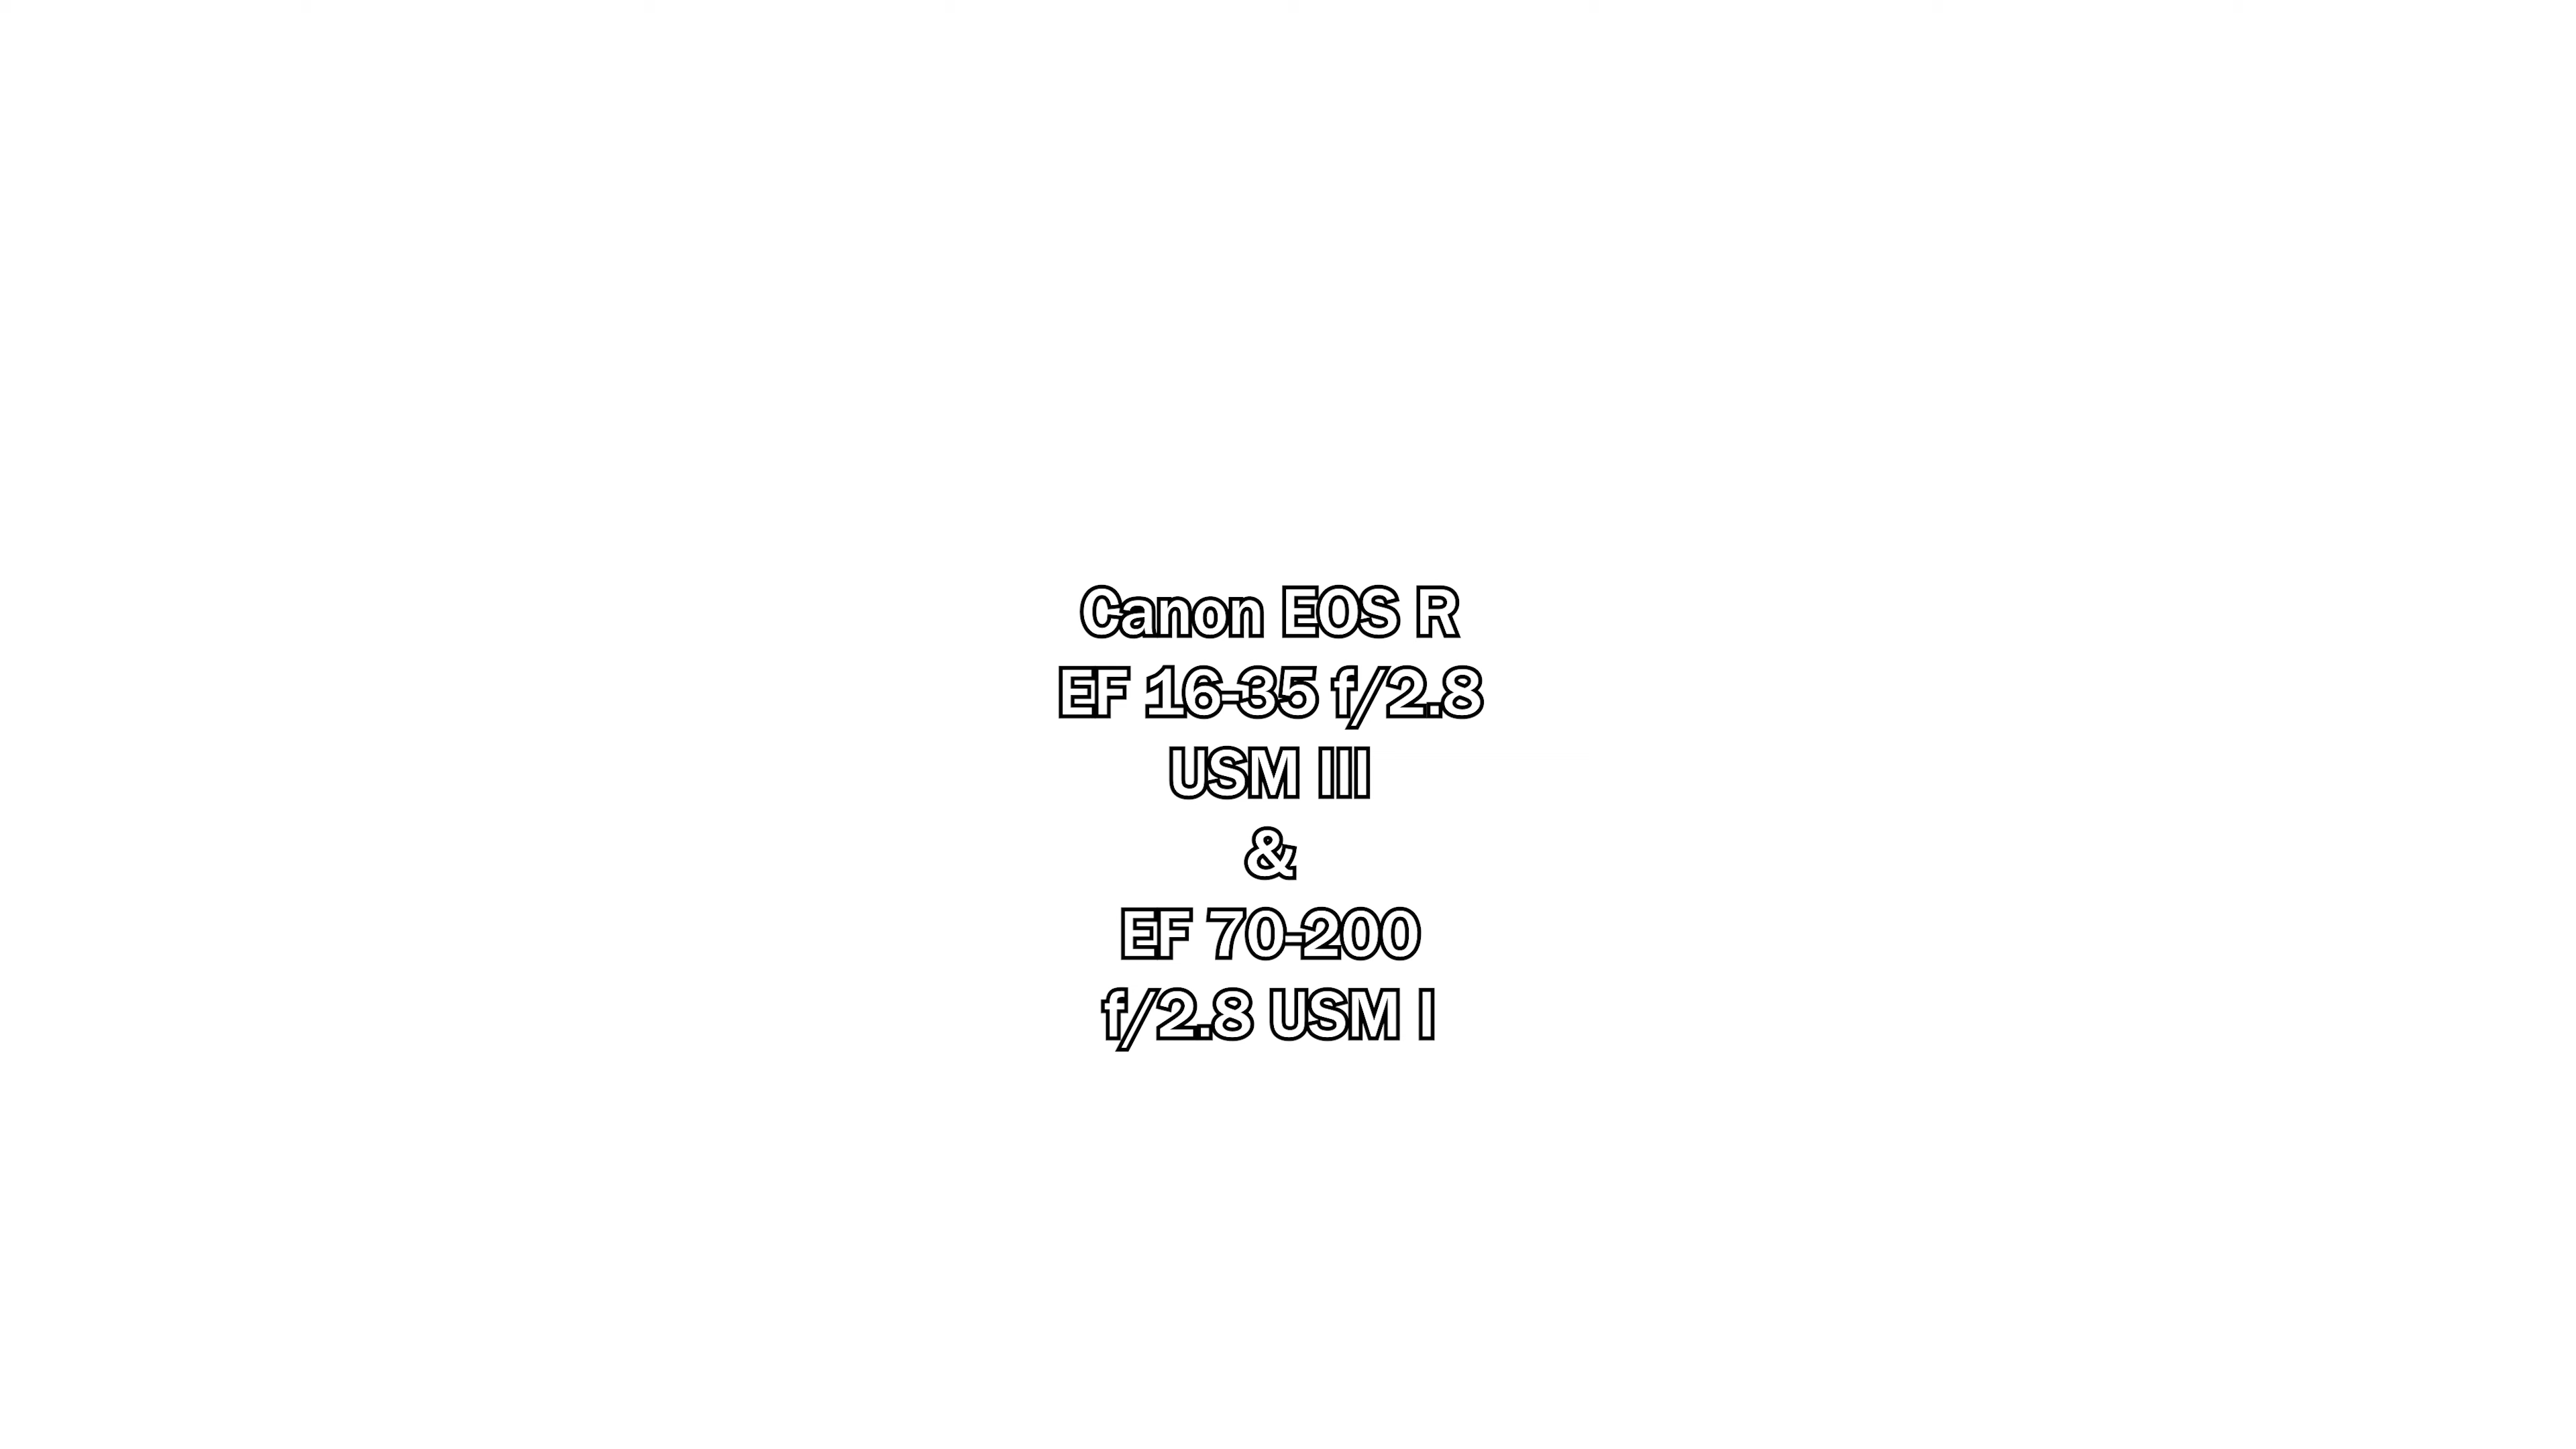 Canon EOS R
EF 16-35 f/2.8
USM III
&
EF 70-200
f/2.8 USM I